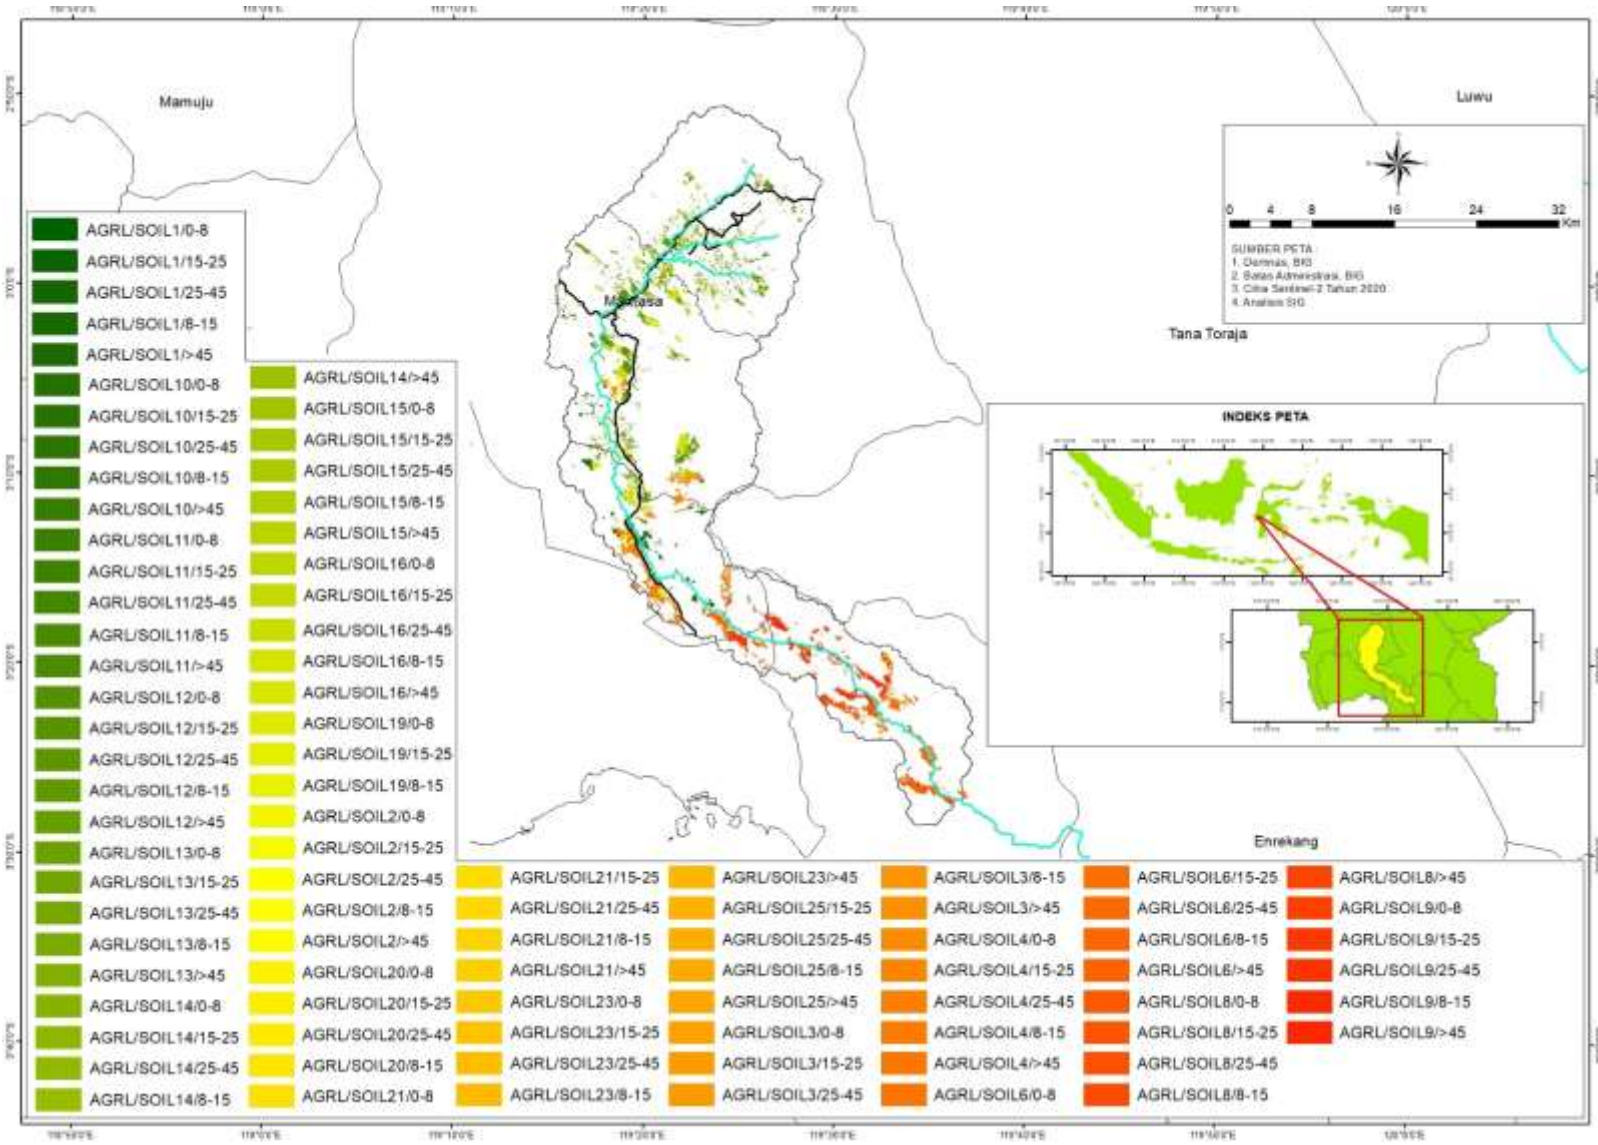 Mamuju
Luwu
0 4 8 16 24 32
Km
SUMBER PETA:
1. Demnas, BIG
2. Batas Administrasi, BIG
3. Citra Sentinel-2 Tahun 2020
4. Analisis SIG
Tana Toraja
INDEKS PETA
Enrekang
AGRL/SOIL1/0-8
AGRL/SOIL1/15-25
AGRL/SOIL1/25-45
AGRL/SOIL1/8-15
AGRL/SOIL1/>45
AGRL/SOIL10/0-8
AGRL/SOIL10/15-25
AGRL/SOIL10/25-45
AGRL/SOIL10/8-15
AGRL/SOIL10/>45
AGRL/SOIL11/0-8
AGRL/SOIL11/15-25
AGRL/SOIL11/25-45
AGRL/SOIL11/8-15
AGRL/SOIL11/>45
AGRL/SOIL12/0-8
AGRL/SOIL12/15-25
AGRL/SOIL12/25-45
AGRL/SOIL12/8-15
AGRL/SOIL12/>45
AGRL/SOIL13/0-8
AGRL/SOIL13/15-25
AGRL/SOIL13/25-45
AGRL/SOIL13/8-15
AGRL/SOIL13/>45
AGRL/SOIL14/0-8
AGRL/SOIL14/15-25
AGRL/SOIL14/25-45
AGRL/SOIL14/8-15
AGRL/SOIL14/>45
AGRL/SOIL15/0-8
AGRL/SOIL15/15-25
AGRL/SOIL15/25-45
AGRL/SOIL15/8-15
AGRL/SOIL15/>45
AGRL/SOIL16/0-8
AGRL/SOIL16/15-25
AGRL/SOIL16/25-45
AGRL/SOIL16/8-15
AGRL/SOIL16/>45
AGRL/SOIL19/0-8
AGRL/SOIL19/15-25
AGRL/SOIL19/8-15
AGRL/SOIL2/0-8
AGRL/SOIL2/15-25
AGRL/SOIL2/25-45
AGRL/SOIL2/8-15
AGRL/SOIL2/>45
AGRL/SOIL20/0-8
AGRL/SOIL20/15-25
AGRL/SOIL20/25-45
AGRL/SOIL20/8-15
AGRL/SOIL21/0-8
AGRL/SOIL21/15-25
AGRL/SOIL21/25-45
AGRL/SOIL21/8-15
AGRL/SOIL21/>45
AGRL/SOIL23/0-8
AGRL/SOIL23/15-25
AGRL/SOIL23/25-45
AGRL/SOIL23/8-15
AGRL/SOIL23/>45
AGRL/SOIL25/15-25
AGRL/SOIL25/25-45
AGRL/SOIL25/8-15
AGRL/SOIL25/>45
AGRL/SOIL3/0-8
AGRL/SOIL3/15-25
AGRL/SOIL3/25-45
AGRL/SOIL3/8-15
AGRL/SOIL3/>45
AGRL/SOIL4/0-8
AGRL/SOIL4/15-25
AGRL/SOIL4/25-45
AGRL/SOIL4/8-15
AGRL/SOIL4/>45
AGRL/SOIL6/0-8
AGRL/SOIL6/15-25
AGRL/SOIL6/25-45
AGRL/SOIL6/8-15
AGRL/SOIL6/>45
AGRL/SOIL8/0-8
AGRL/SOIL8/15-25
AGRL/SOIL8/25-45
AGRL/SOIL8/8-15
AGRL/SOIL8/>45
AGRL/SOIL9/0-8
AGRL/SOIL9/15-25
AGRL/SOIL9/25-45
AGRL/SOIL9/8-15
AGRL/SOIL9/>45